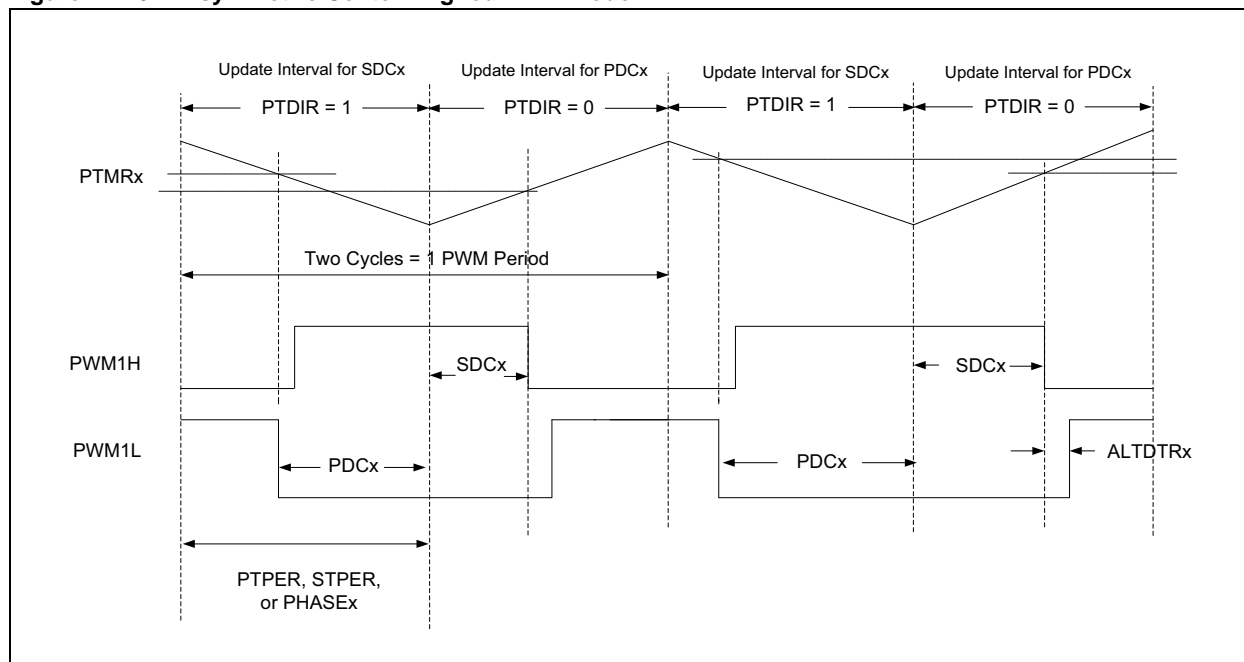 Update Interval for SDCx
Update Interval for PDCx
Update Interval for SDCx
Update Interval for PDCx
PTDIR = 1
PTDIR = 0
PTDIR = 1
PTDIR = 0
PTMRx
Two Cycles = 1 PWM Period
PWM1H
SDCx
SDCx
PWM1L
PDCx
PDCx
ALTDTRx
PTPER, STPER,
or PHASEx